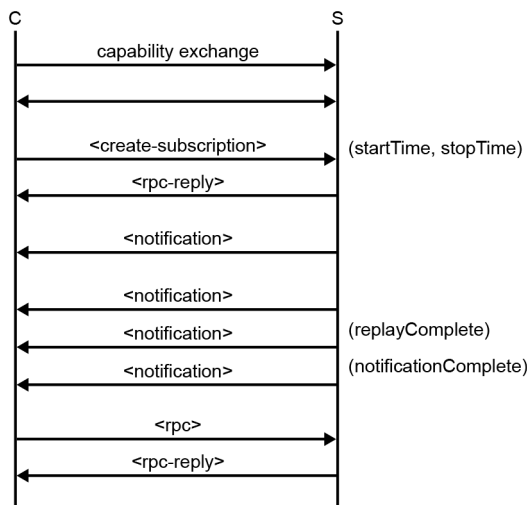 C S
capability exchange
<create-subscription> (startTime, stopTime)
<rpc-reply>
<notification>
<notification>
(replayComplete)
<notification>
(notificationComplete)
<notification>
<rpc>
<rpc-reply>